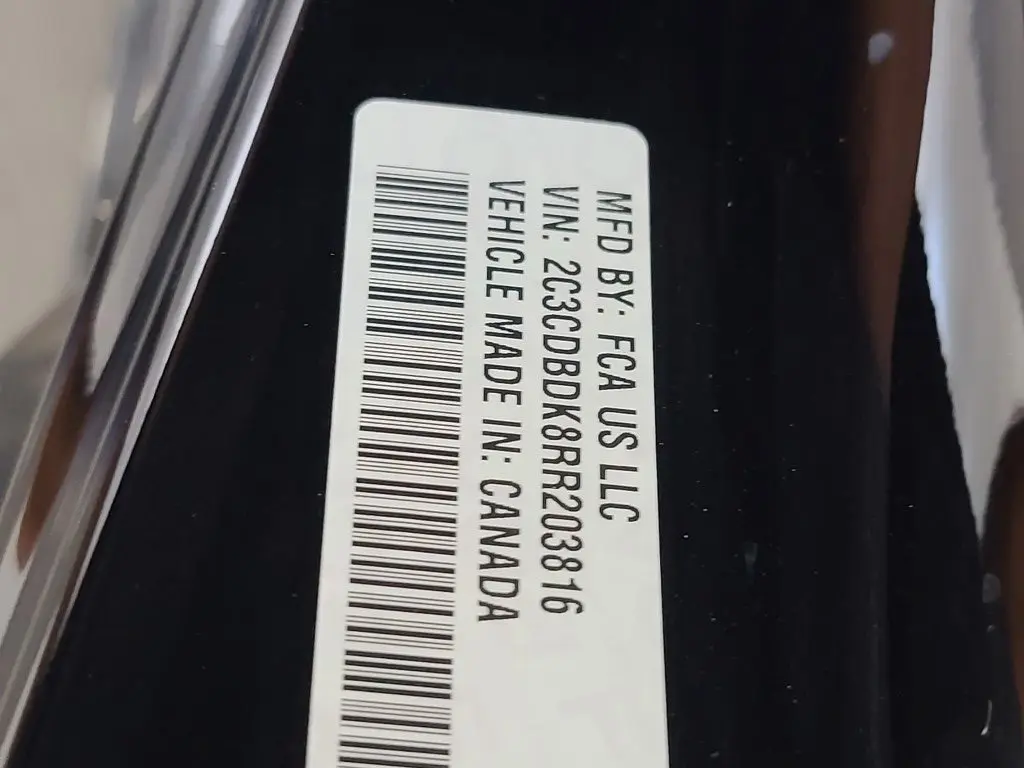 MFD BY: FCA US LLC
VIN: 2C3CDBDK8RR203816
VEHICLE MADE IN: CANADA